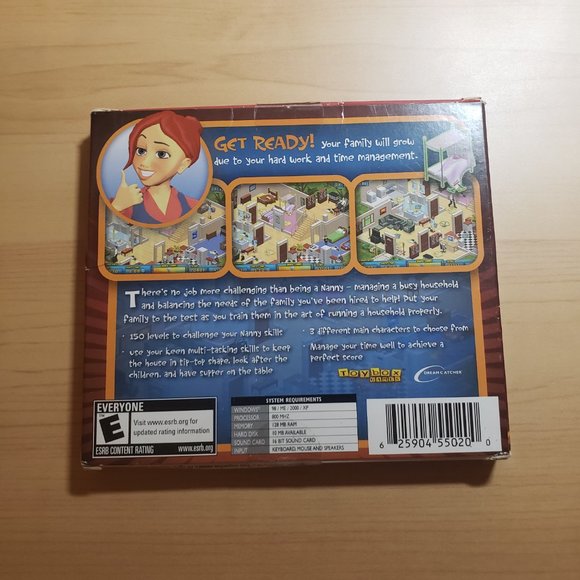 GET READY! your family will grow
due to your hard work and time management.
There's no job more challenging than being a Nanny – managing a busy household
and balancing the needs of the family you've been hired to help! Put your
family to the test as you train them in the art of running a household properly.
• 150 levels to challenge your Nanny skills
• use your keen multi-tasking skills to keep
the house in tip-top shape, look after the
children, and have supper on the table
• 3 different main characters to choose from
• Manage your time well to achieve a
perfect score
Toybox
GAMES
DREAMCATCHER
EVERYONE
E
Visit www.esrb.org for
updated rating information
ESRB CONTENT RATING www.esrb.org
SYSTEM REQUIREMENTS
WINDOWS® 98 / ME / 2000 / XP
PROCESSOR 800 MHZ
MEMORY 128 MB RAM
HARD DISK 10 MB AVAILABLE
SOUND CARD 16 BIT SOUND CARD
INPUT KEYBOARD, MOUSE AND SPEAKERS
6 25904 55020 0